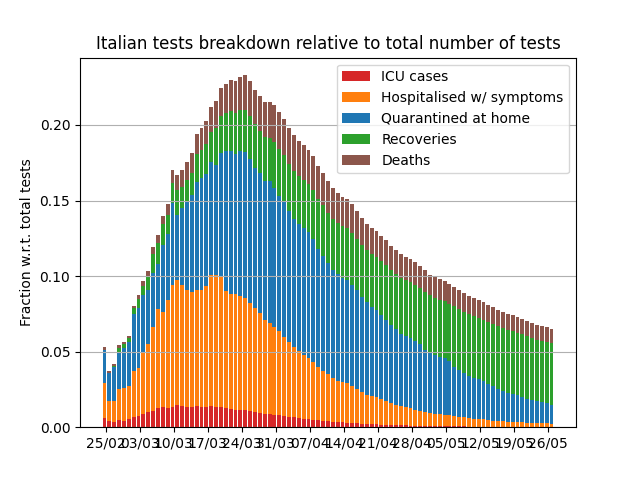 Italian tests breakdown relative to total number of tests
ICU cases
Hospitalised w/ symptoms
Quarantined at home
Recoveries
Deaths
Fraction w.r.t. total tests
0.20
0.15
0.10
0.05
0.00
25/02 03/03 10/03 17/03 24/03 31/03 07/04 14/04 21/04 28/04 05/05 12/05 19/05 26/05